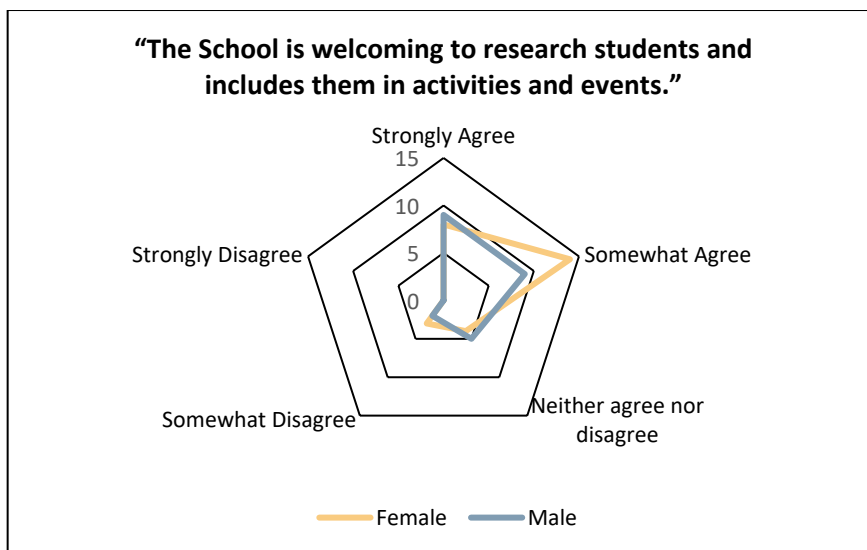 “The School is welcoming to research students and
includes them in activities and events.”
Strongly Agree
15
10
5
0
Strongly Disagree
Somewhat Agree
Somewhat Disagree
Neither agree nor
disagree
Female
Male